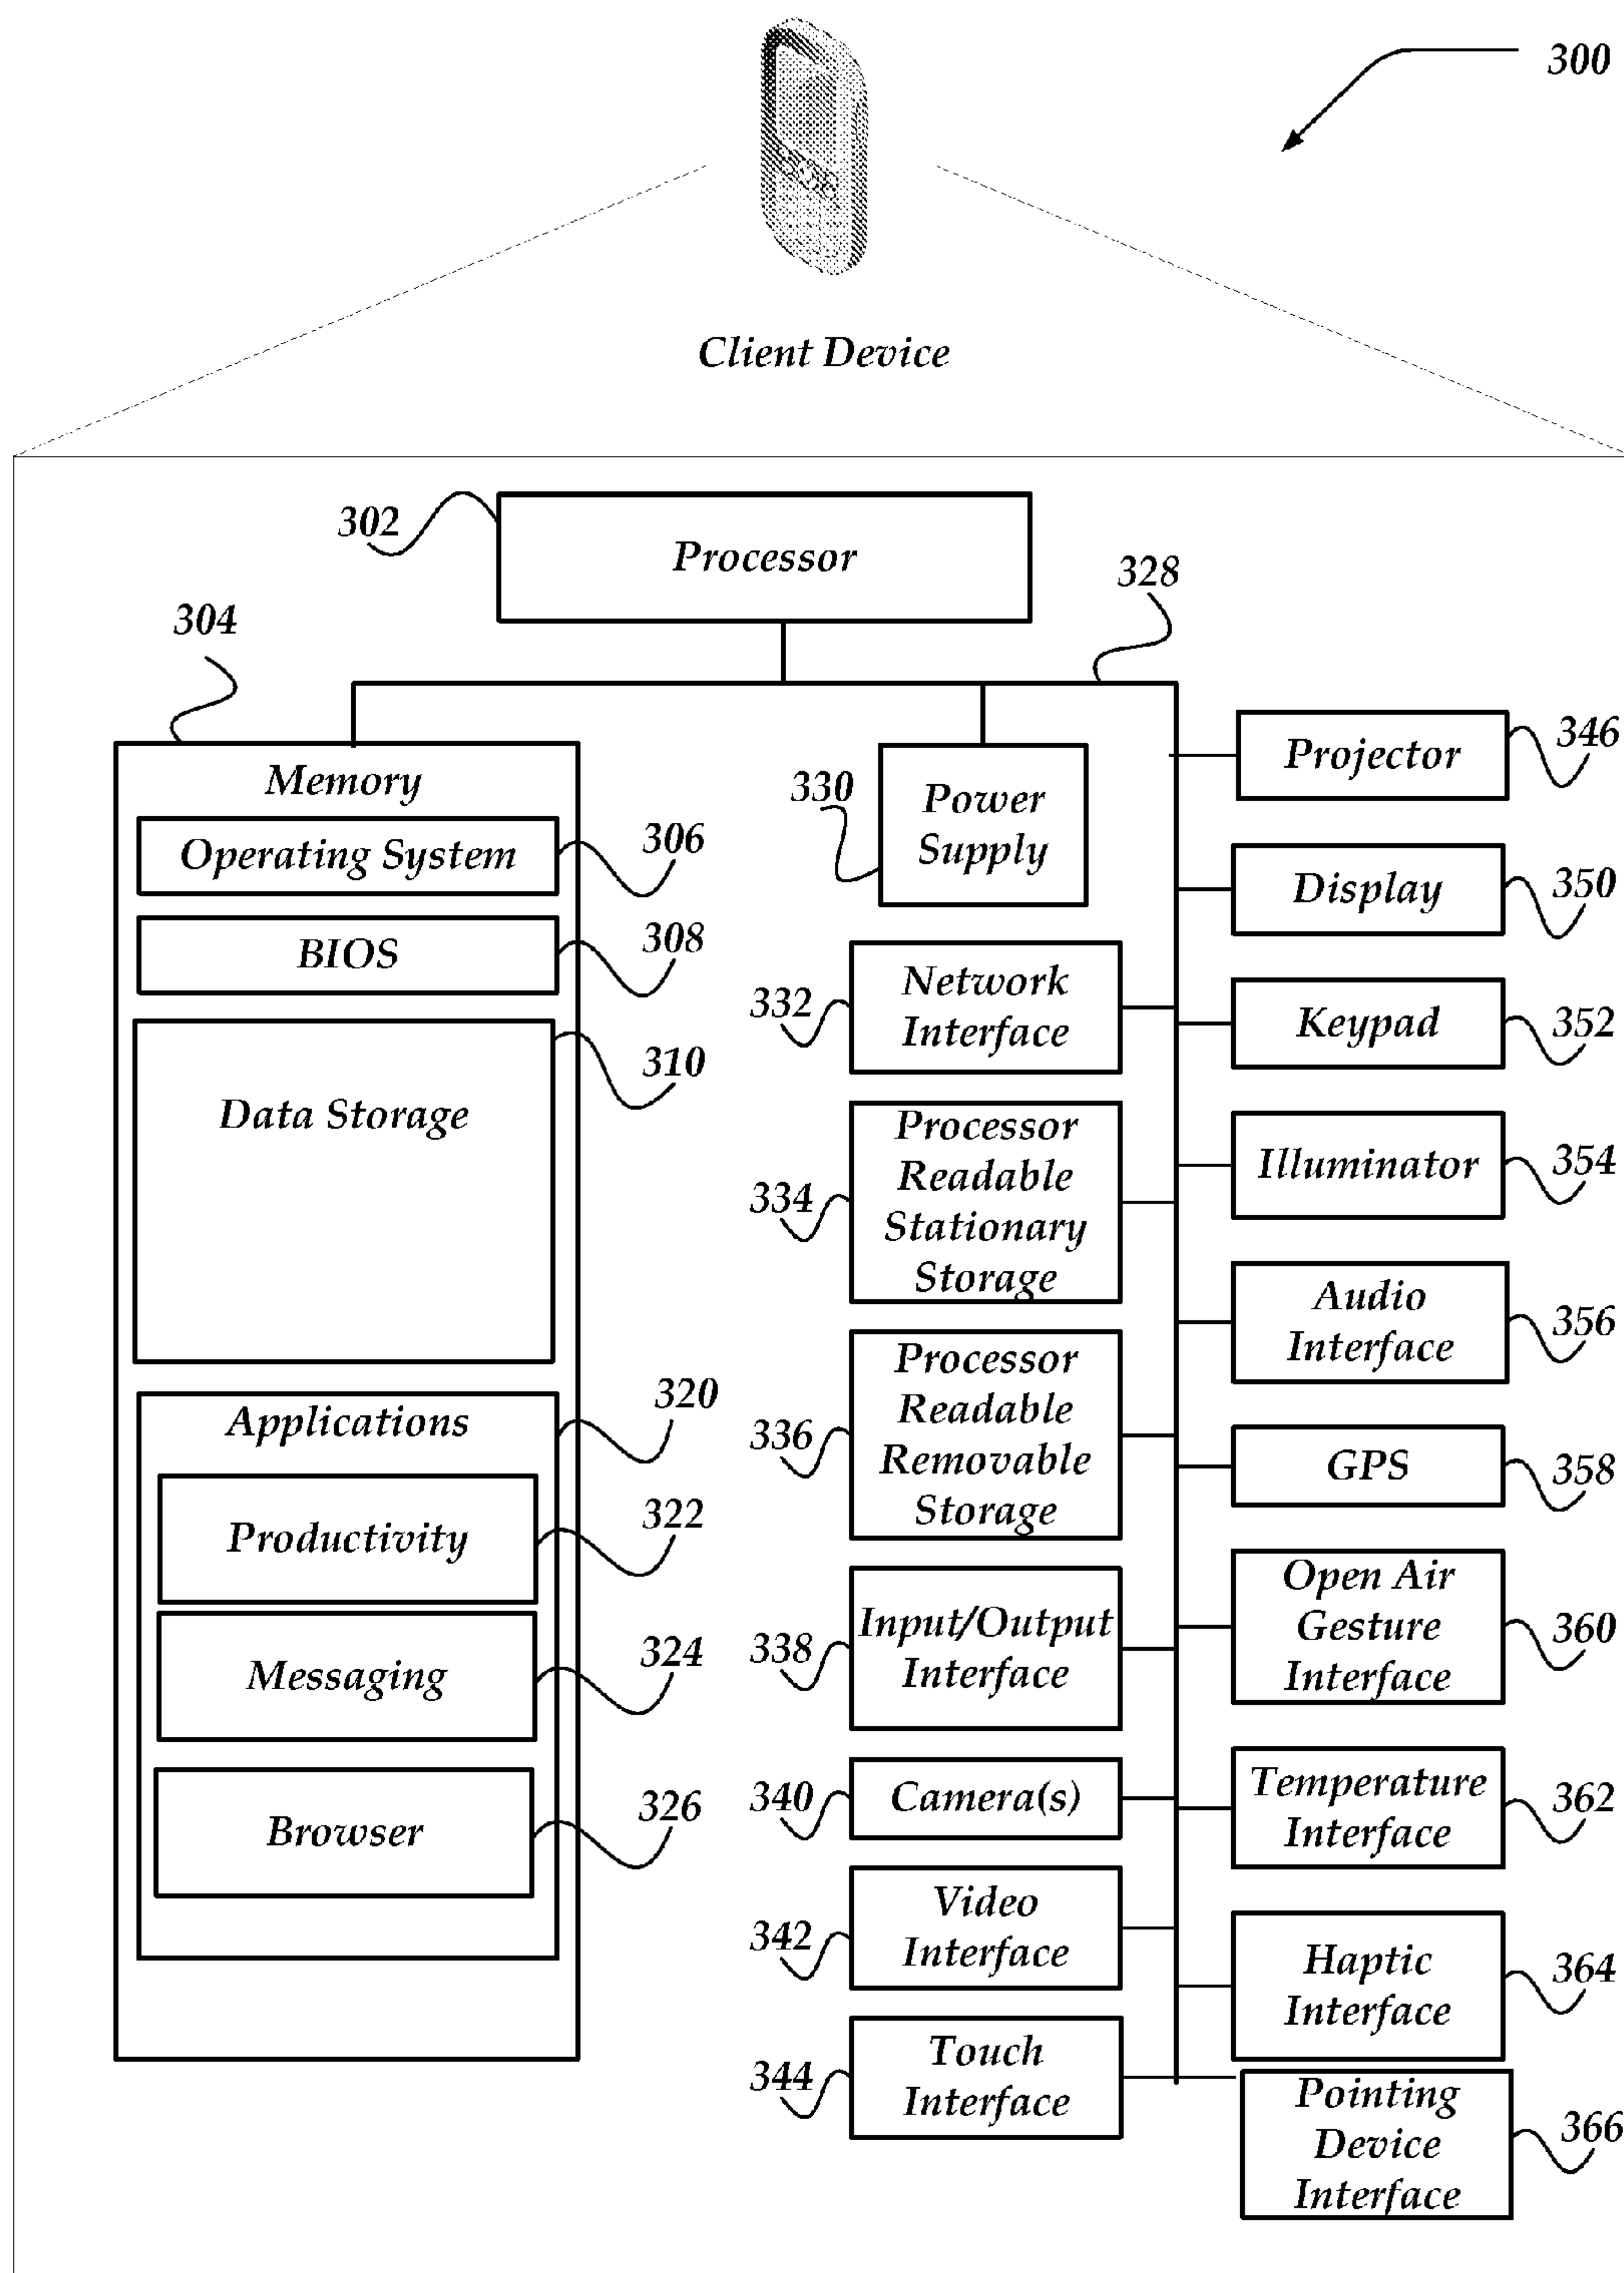 300
Client Device
302
Processor
328
304
Memory
Operating System
306
BIOS
308
Data Storage
310
Applications
320
Productivity
322
Messaging
324
Browser
326
330
Power
Supply
332
Network
Interface
334
Processor
Readable
Stationary
Storage
336
Processor
Readable
Removable
Storage
338
Input/Output
Interface
340
Camera(s)
342
Video
Interface
344
Touch
Interface
Projector
346
Display
350
Keypad
352
Illuminator
354
Audio
Interface
356
GPS
358
Open Air
Gesture
Interface
360
Temperature
Interface
362
Haptic
Interface
364
Pointing
Device
Interface
366